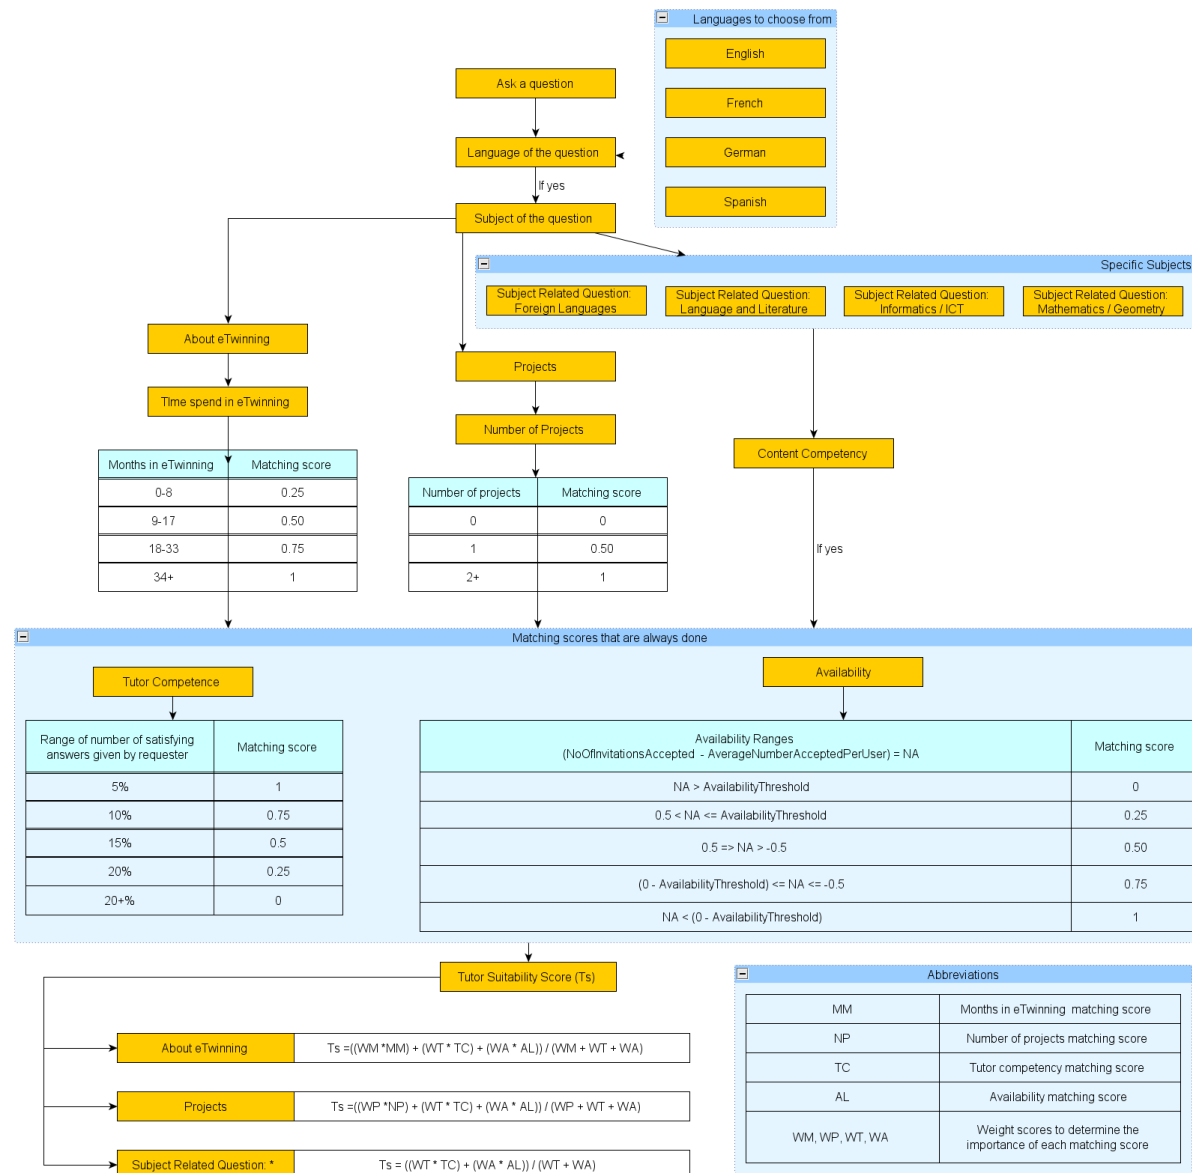 Languages to choose from
English
French
German
Spanish
Ask a question
Language of the question
If yes
Subject of the question
Specific Subjects
Subject Related Question:
Foreign Languages
Subject Related Question:
Language and Literature
Subject Related Question:
Informatics / ICT
Subject Related Question:
Mathematics / Geometry
About eTwinning
TIme spend in eTwinning
Months in eTwinning Matching score
0-8 0.25
9-17 0.50
18-33 0.75
34+ 1
Projects
Number of Projects
Number of projects Matching score
0 0
1 0.50
2+ 1
Content Competency
If yes
Matching scores that are always done
Tutor Competence
Range of number of satisfying
answers given by requester
Matching score
5% 1
10% 0.75
15% 0.5
20% 0.25
20+% 0
Availability
Availability Ranges
(NoOfInvitationsAccepted - AverageNumberAcceptedPerUser) = NA
Matching score
NA > AvailabilityThreshold 0
0.5 < NA <= AvailabilityThreshold 0.25
0.5 => NA > -0.5 0.50
(0 - AvailabilityThreshold) <= NA <= -0.5 0.75
NA < (0 - AvailabilityThreshold) 1
Tutor Suitability Score (Ts)
About eTwinning Ts =((WM *MM) + (WT * TC) + (WA * AL)) / (WM + WT + WA)
Projects Ts =((WP *NP) + (WT * TC) + (WA * AL)) / (WP + WT + WA)
Subject Related Question: * Ts = ((WT * TC) + (WA * AL)) / (WT + WA)
Abbreviations
MM Months in eTwinning matching score
NP Number of projects matching score
TC Tutor competency matching score
AL Availability matching score
WM, WP, WT, WA Weight scores to determine the
importance of each matching score